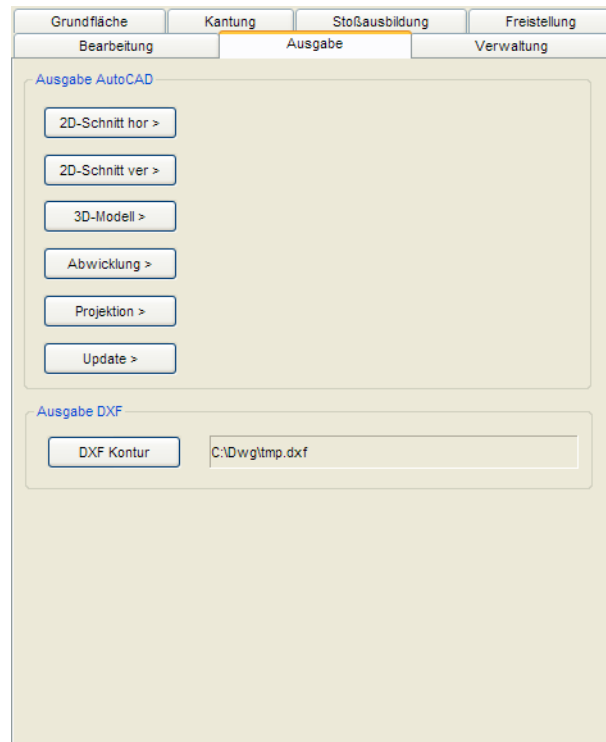 Grundfläche Kantung Stoßausbildung Freistellung
Bearbeitung Ausgabe Verwaltung
Ausgabe AutoCAD
2D-Schnitt hor >
2D-Schnitt ver >
3D-Modell >
Abwicklung >
Projektion >
Update >
Ausgabe DXF
DXF Kontur C:\Dwg\tmp.dxf